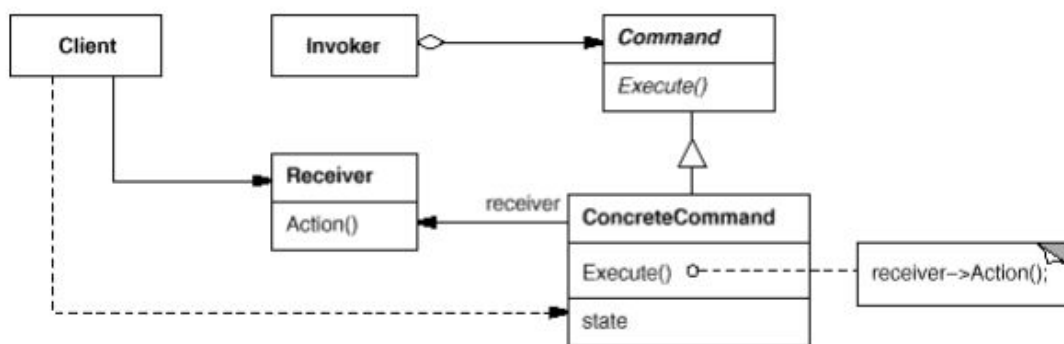 Client
Invoker
Command
Execute()
Receiver
Action()
receiver
ConcreteCommand
Execute()
receiver->Action();
state